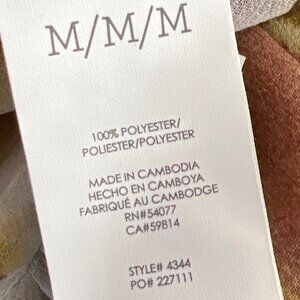 M/M/M
100% POLYESTER/
POLIESTER/POLYESTER
MADE IN CAMBODIA
HECHO EN CAMBOYA
FABRIQUÉ AU CAMBODGE
RN#54077
CA#59814
STYLE# 4344
PO# 227111